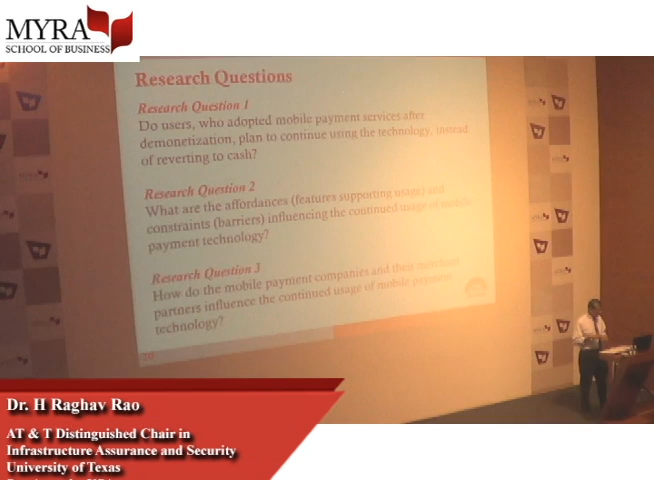 MYRA
SCHOOL OF BUSINESS
Research Questions
Research Question 1
Do users, who adopted mobile payment services after
demonetization, plan to continue using the technology, instead
of reverting to cash?
Research Question 2
What are the affordances (features supporting usage) and
constraints (barriers) influencing the continued usage of mobile
payment technology?
Research Question 3
How do the mobile payment companies and their merchant
partners influence the continued usage of mobile payment
technology?
Dr. H Raghav Rao
AT & T Distinguished Chair in
Infrastructure Assurance and Security
University of Texas